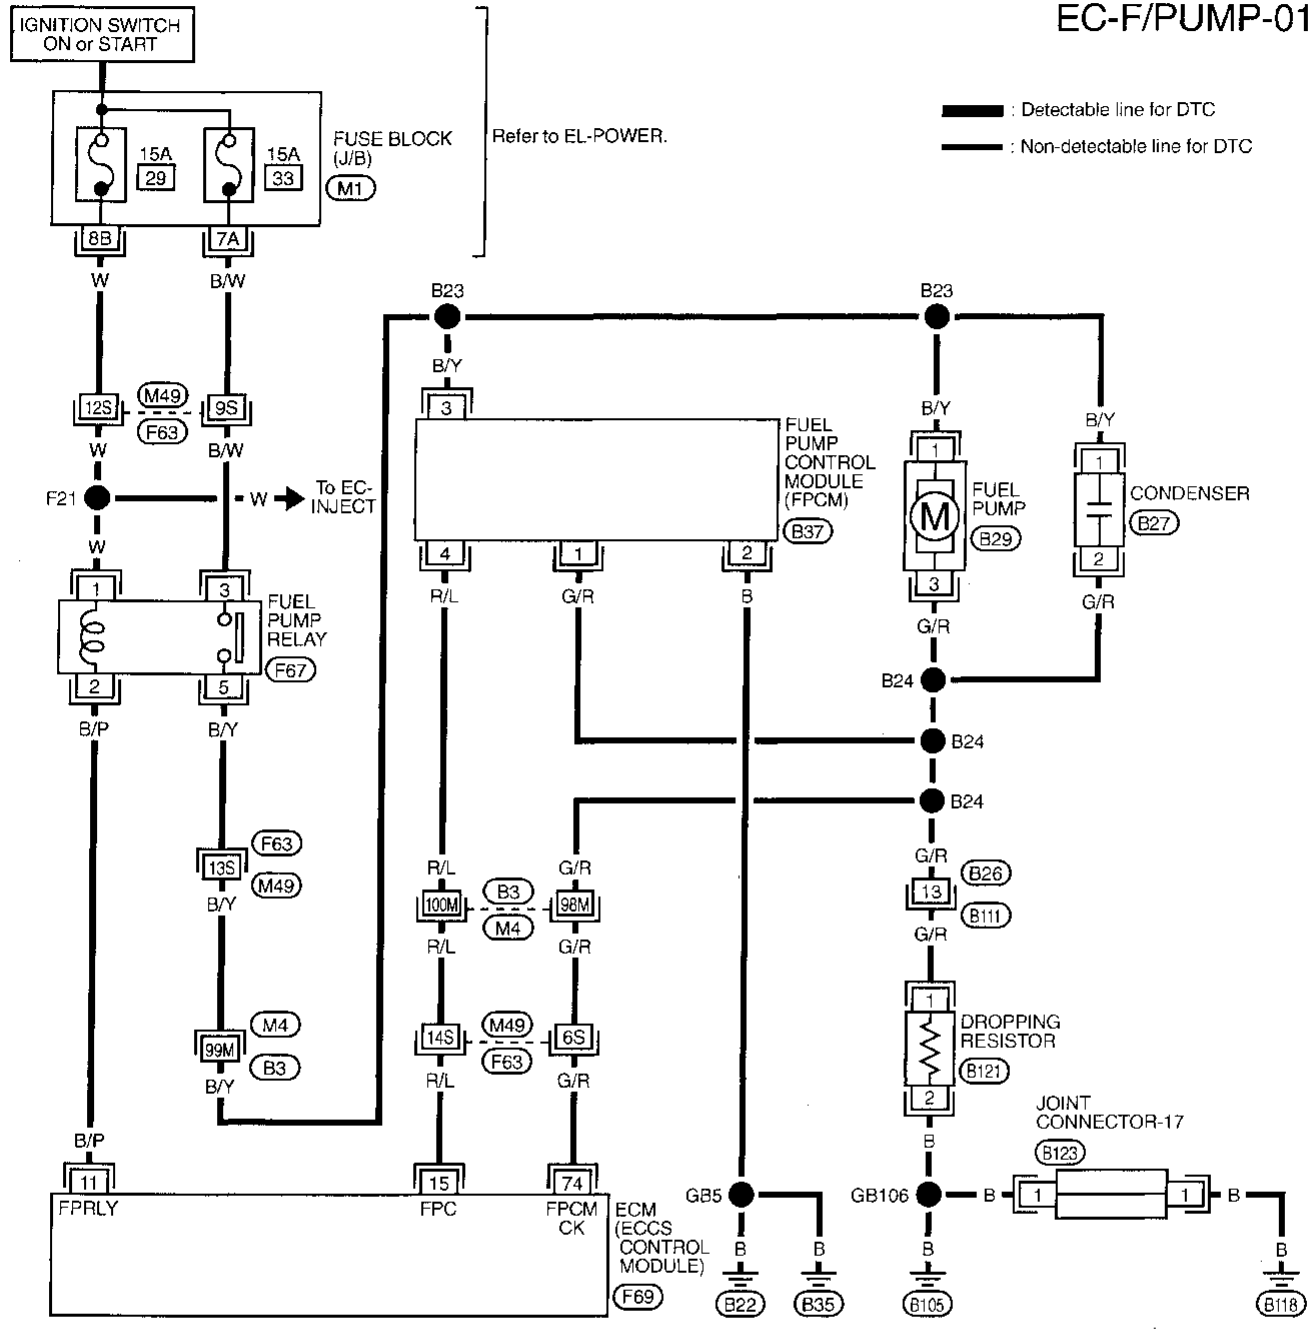 EC-F/PUMP-01
IGNITION SWITCH
ON or START
: Detectable line for DTC
: Non-detectable line for DTC
FUSE BLOCK
(J/B)
M1
Refer to EL-POWER.
15A
29
15A
33
8B
7A
W
B/W
B23
B23
B/Y
12S
M49
F63
9S
3
W
B/W
B/Y
B/Y
F21
W
To EC-
INJECT
FUEL
PUMP
CONTROL
MODULE
(FPCM)
B37
1
M
FUEL
PUMP
B29
3
1
CONDENSER
B27
2
W
4
1
2
1
3
FUEL
PUMP
RELAY
F67
R/L
G/R
B
G/R
G/R
2
5
B24
B/P
B/Y
B24
B24
F63
13S
M49
B/Y
R/L
G/R
G/R
100M
B3
M4
98M
13
B26
B111
R/L
G/R
G/R
M4
99M
B3
B/Y
14S
M49
F63
6S
1
DROPPING
RESISTOR
B121
2
R/L
G/R
B
JOINT
CONNECTOR-17
B123
B/P
11
15
74
FPRLY
FPC
FPCM
CK
ECM
(ECCS
CONTROL
MODULE)
F69
GB5
GB106
B
1
1
B
B
B
B
B
B22
B35
B105
B118